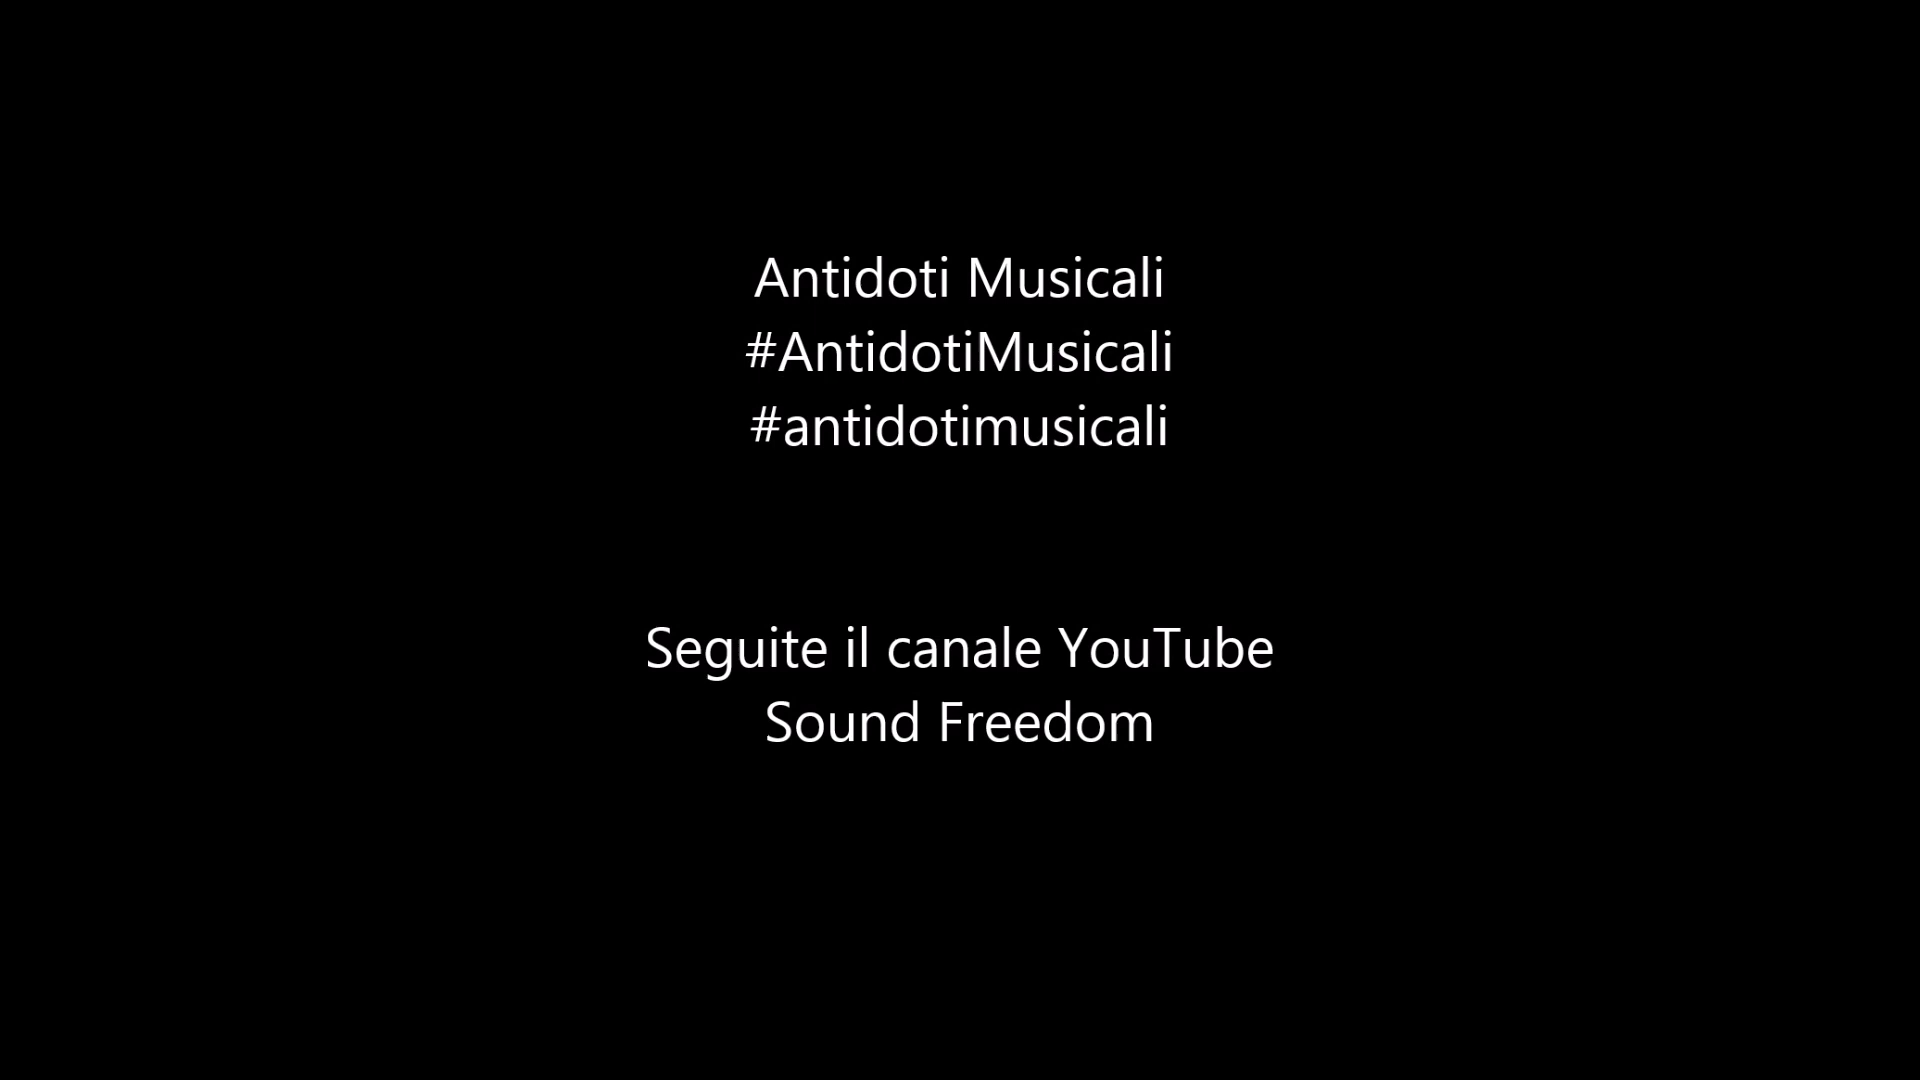 Antidoti Musicali
#AntidotiMusicali
#antidotimusicali
Seguite il canale YouTube
Sound Freedom